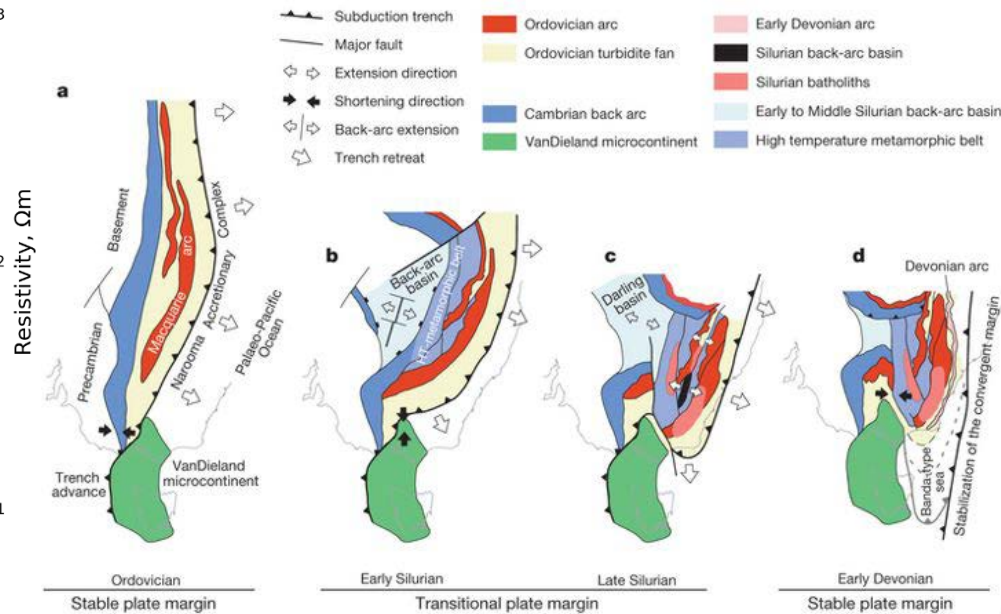 3
2
1
Resistivity, Ωm
Subduction trench
Major fault
Extension direction
Shortening direction
Back-arc extension
Trench retreat
Ordovician arc
Ordovician turbidite fan
Cambrian back arc
VanDieland microcontinent
Early Devonian arc
Silurian back-arc basin
Silurian batholiths
Early to Middle Silurian back-arc basin
High temperature metamorphic belt
a
Precambrian Basement
Macquarie arc
Narooma Accretionary Complex
Palaeo-Pacific
Ocean
Trench
advance
VanDieland
microcontinent
Ordovician
Stable plate margin
b
Back-arc
basin
HT-metamorphic belt
Early Silurian
c
Darling
basin
Late Silurian
Transitional plate margin
d
Devonian arc
Banda-type
sea
Stabilization of the convergent margin
Early Devonian
Stable plate margin